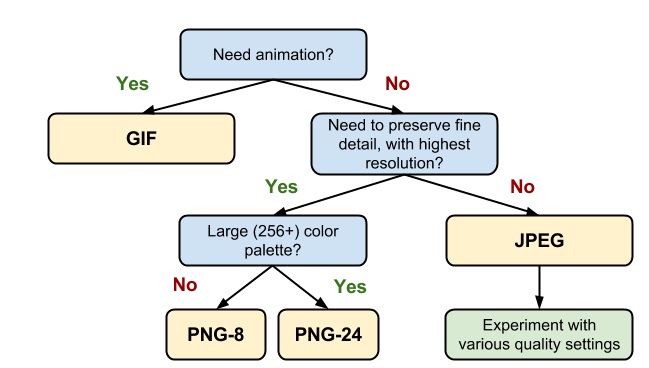 Need animation?
Yes
No
GIF
Need to preserve fine
detail, with highest
resolution?
Yes
No
Large (256+) color
palette?
JPEG
No
Yes
PNG-8
PNG-24
Experiment with
various quality settings